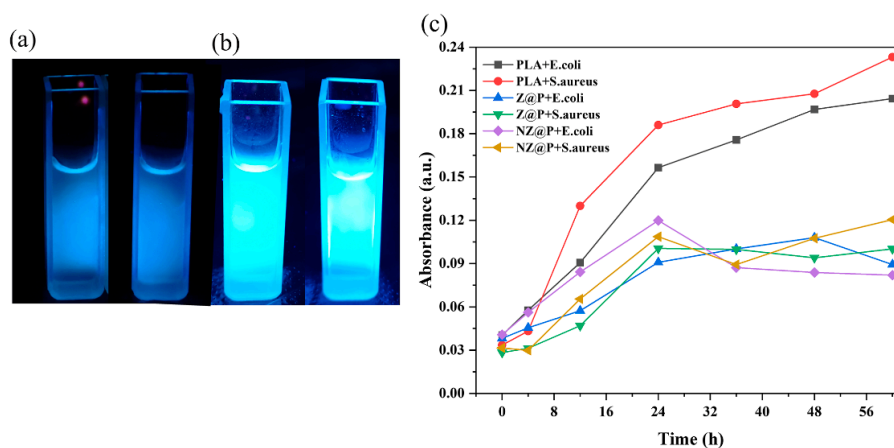 (a)
(b)
(c)
0.24
0.21
0.18
0.15
0.12
0.09
0.06
0.03
0.00
Absorbance (a.u.)
PLA+E.coli
PLA+S.aureus
Z@P+E.coli
Z@P+S.aureus
NZ@P+E.coli
NZ@P+S.aureus
0 8 16 24 32 40 48 56
Time (h)